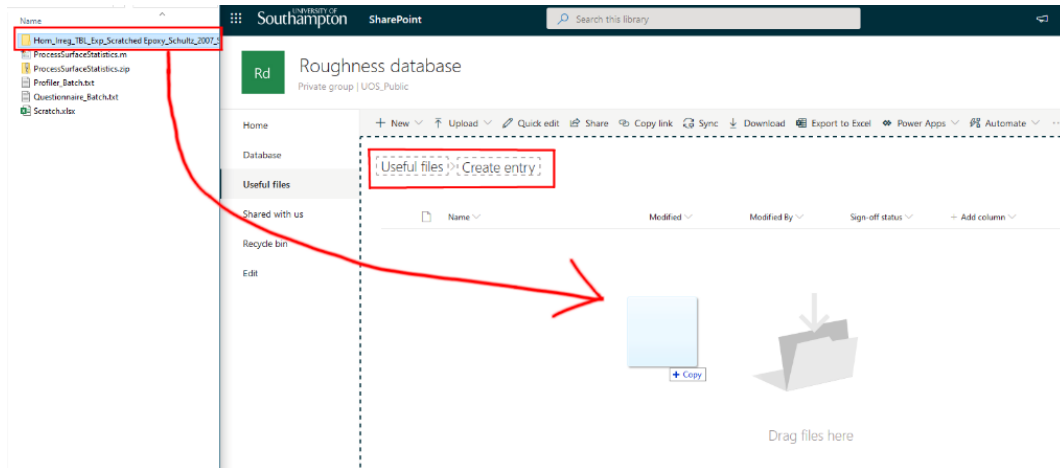 Name
Hom_Irreg_TBL_Exp_Scratched Epoxy_Schultz_2007_S
ProcessSurfaceStatistics.m
ProcessSurfaceStatistics.zip
Profiler_Batch.txt
Questionnaire_Batch.txt
Scratch.xlsx
UNIVERSITY OF
Southampton
SharePoint
Search this library
Rd
Roughness database
Private group | UOS_Public
Home
Database
Useful files
Shared with us
Recycle bin
Edit
+ New Upload Quick edit Share Copy link Sync Download Export to Excel Power Apps Automate ...
Useful files > Create entry
Name Modified Modified By Sign-off status + Add column
+ Copy
Drag files here